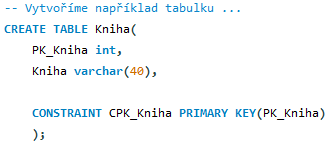 -- Vytvoříme například tabulku ...
CREATE TABLE Kniha(
PK_Kniha int,
Kniha varchar(40),
CONSTRAINT CPK_Kniha PRIMARY KEY(PK_Kniha)
);